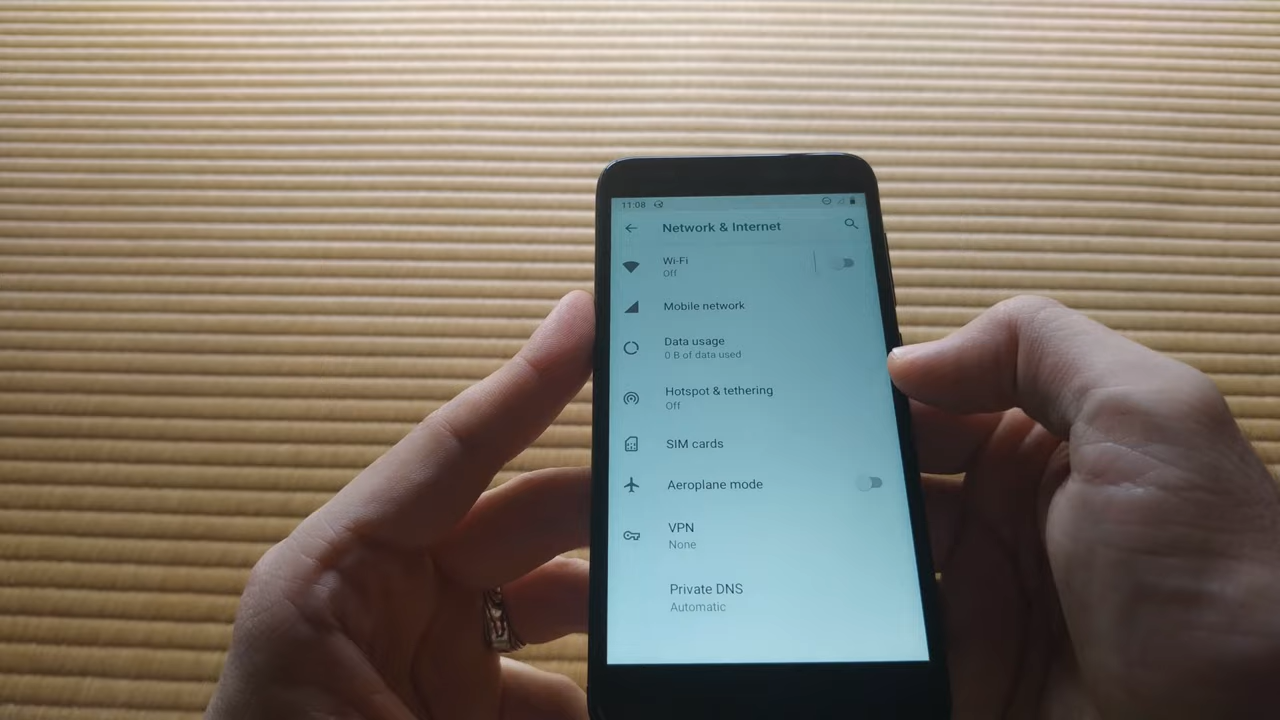 11:08
Network & Internet
Wi-Fi
Off
Mobile network
Data usage
0 B of data used
Hotspot & tethering
Off
SIM cards
Aeroplane mode
VPN
None
Private DNS
Automatic